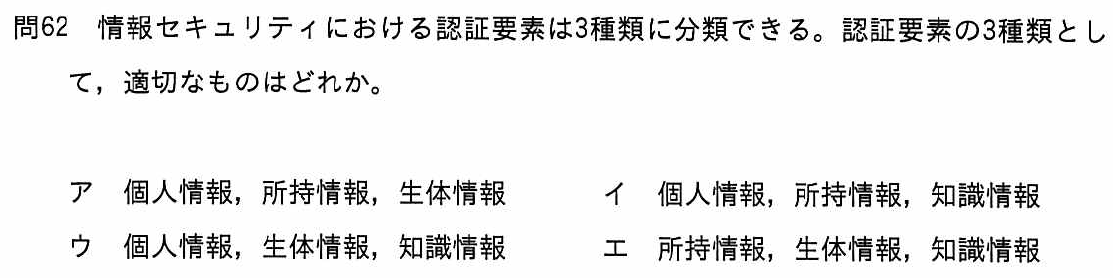 問62　情報セキュリティにおける認証要素は3種類に分類できる。認証要素の3種類とし
て，適切なものはどれか。
ア　個人情報，所持情報，生体情報　　　イ　個人情報，所持情報，知識情報
ウ　個人情報，生体情報，知識情報　　　エ　所持情報，生体情報，知識情報